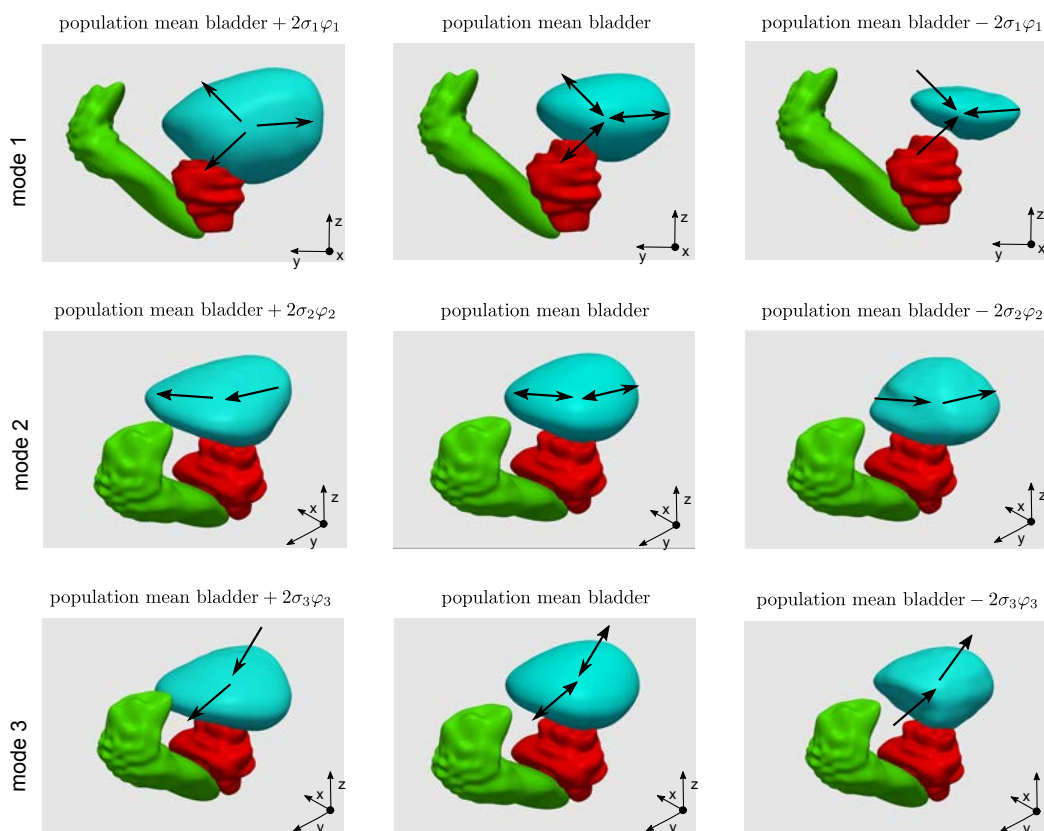 population mean bladder + 2σ₁φ₁
population mean bladder
population mean bladder − 2σ₁φ₁
mode 1
z
y
x
z
y
x
z
y
x
population mean bladder + 2σ₂φ₂
population mean bladder
population mean bladder − 2σ₂φ₂
mode 2
z
x
y
z
x
y
z
x
y
population mean bladder + 2σ₃φ₃
population mean bladder
population mean bladder − 2σ₃φ₃
mode 3
z
x
y
z
x
y
z
x
y